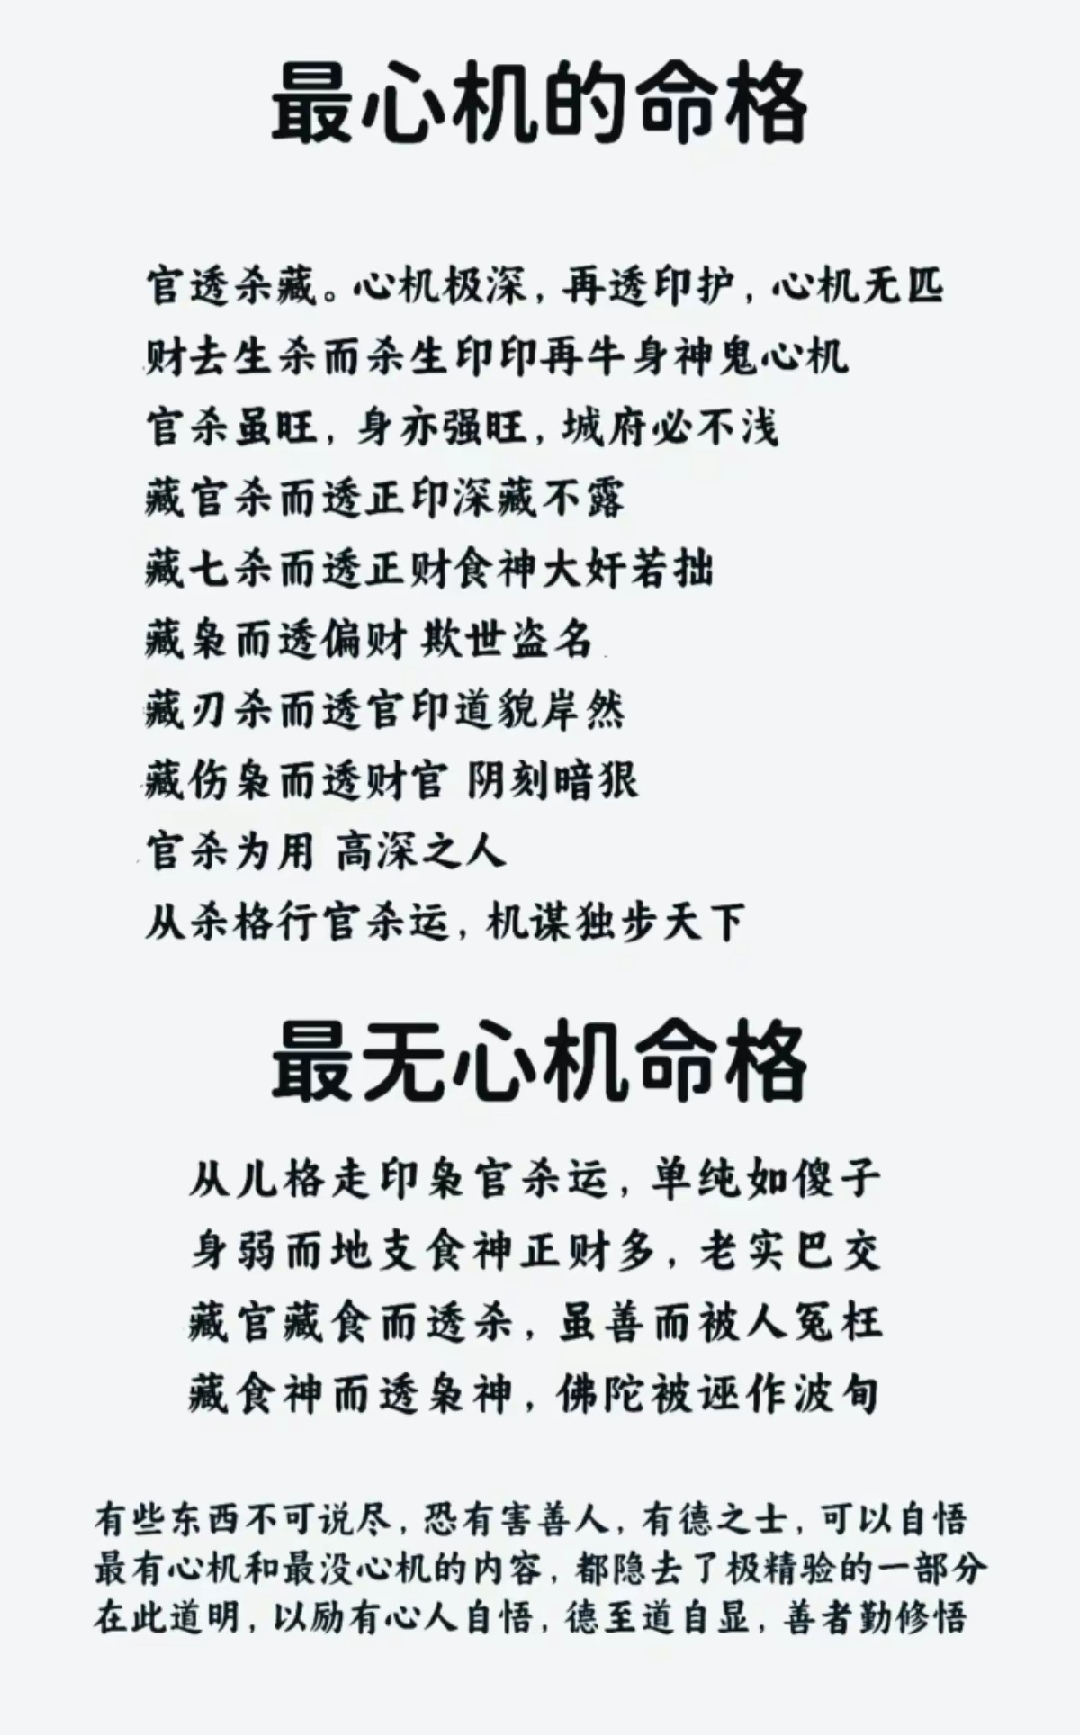 最心机的命格
官透杀藏。心机极深，再透印护，心机无匹
财去生杀而杀生印印再牛身神鬼心机
官杀虽旺，身亦强旺，城府必不浅
藏官杀而透正印深藏不露
藏七杀而透正财食神大奸若拙
藏枭而透偏财 欺世盗名
藏刃杀而透官印道貌岸然
藏伤枭而透财官 阴刻暗狠
官杀为用 高深之人
从杀格行官杀运，机谋独步天下
最无心机命格
从儿格走印枭官杀运，单纯如傻子
身弱而地支食神正财多，老实巴交
藏官藏食而透杀，虽善而被人冤枉
藏食神而透枭神，佛陀被诬作波旬
有些东西不可说尽，恐有害善人，有德之士，可以自悟
最有心机和最没心机的内容，都隐去了极精验的一部分
在此道明，以励有心人自悟，德至道自显，善者勤修悟